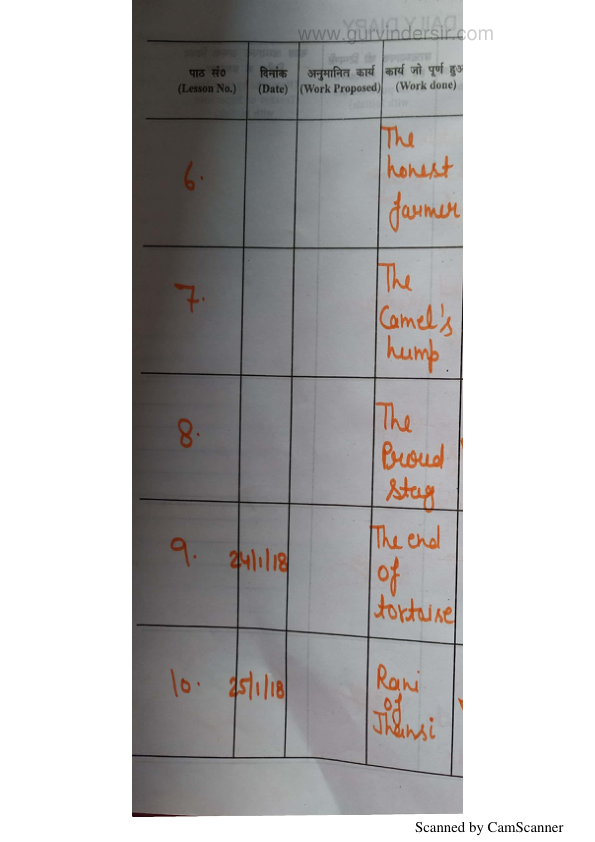 www.gurvindersir.com
पाठ सं०
(Lesson No.)
दिनांक
(Date)
अनुमानित कार्य
(Work Proposed)
कार्य जो पूर्ण हुअ
(Work done)
6.
The
honest
farmer
7.
The
Camel's
hump
8.
The
Proud
stag
9.
24/1/18
The end
of
tortoise
10.
25/1/18
Rani
of
Jhansi
Scanned by CamScanner